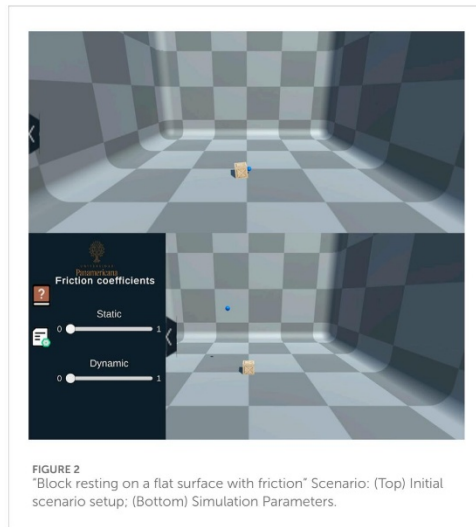 UNIVERSIDAD
Panamericana
Friction coefficients
?
Static
0 1
Dynamic
0 1
FIGURE 2
"Block resting on a flat surface with friction" Scenario: (Top) Initial
scenario setup; (Bottom) Simulation Parameters.